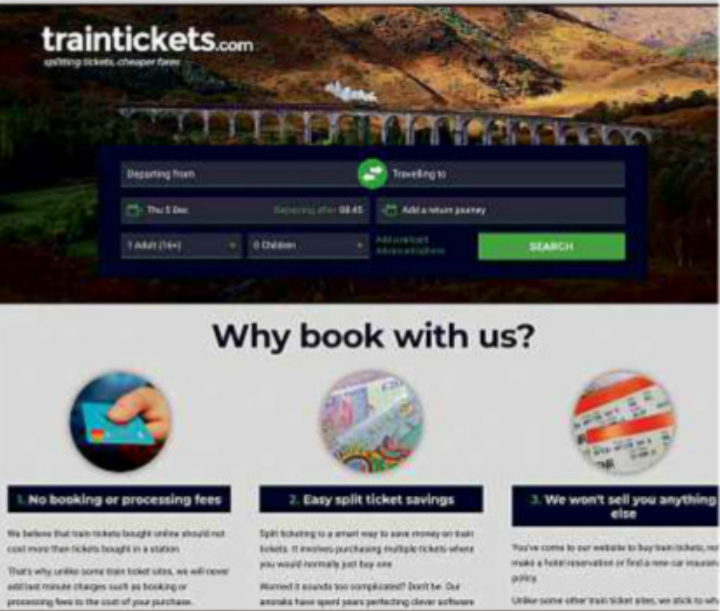 traintickets.com
splitting tickets, cheaper fares
Departing from
Travelling to
Thu 5 Dec
Departing after 08:45
Add a return journey
1 Adult (16+)
0 Children
Add a railcard
Advanced options
SEARCH
Why book with us?
1. No booking or processing fees
We believe that train tickets bought online should not
cost more than tickets bought in a station
That's why, unlike some train ticket sites, we will never
add last minute charges such as booking or
processing fees to the cost of your purchase.
2. Easy split ticket savings
Split ticketing is a smart way to save money on train
tickets. It involves purchasing multiple tickets where
you would normally just buy one
Worried it sounds too complicated? Don't be. Our
anoraks have spent years perfecting clever software
3. We won't sell you anything
else
You've come to our website to buy train tickets,
make a hotel reservation or find a new car
policy.
Unlike some other train ticket sites, we stick to
£20